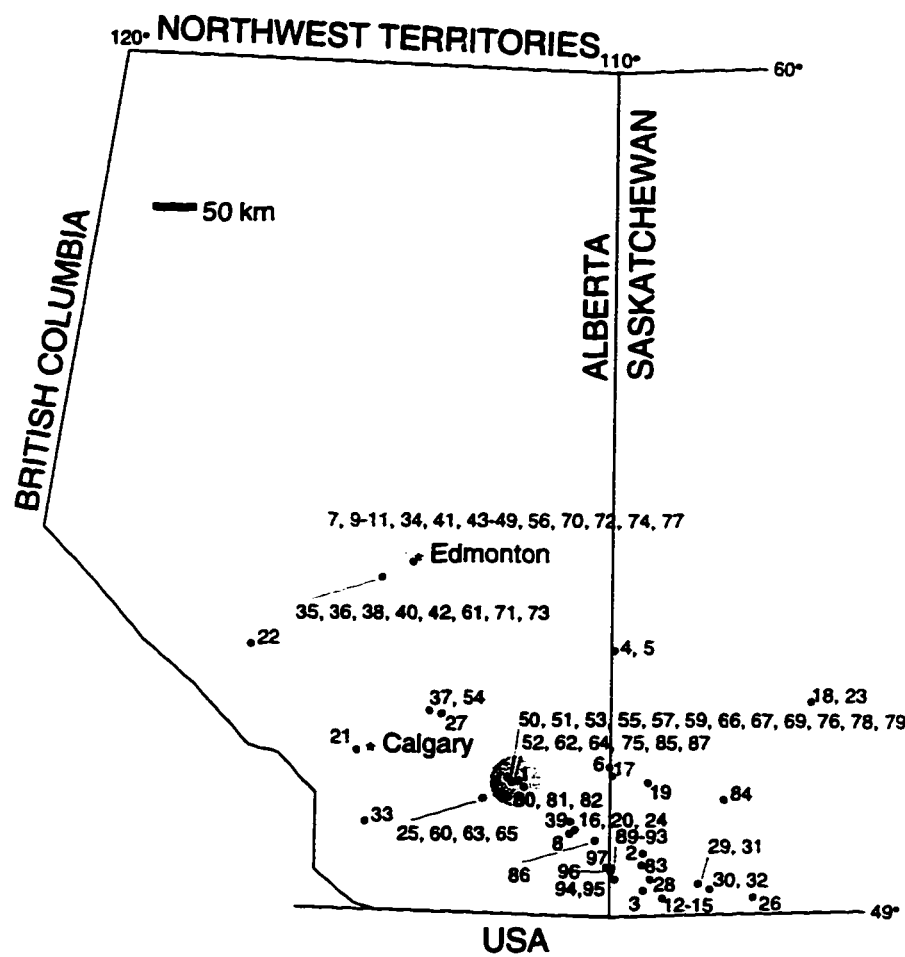 NORTHWEST TERRITORIES
120°
110°
60°
BRITISH COLUMBIA
50 km
ALBERTA
SASKATCHEWAN
7, 9-11, 34, 41, 43-49, 56, 70, 72, 74, 77
Edmonton
35, 36, 38, 40, 42, 61, 71, 73
22
4, 5
37, 54
27
18, 23
50, 51, 53, 55, 57, 59, 66, 67, 69, 76, 78, 79
21
Calgary
52, 62, 64, 75, 85, 87
6
17
1
19
84
80, 81, 82
33
25, 60, 63, 65
39
16, 20, 24
8
89-93
86
2
29, 31
97
83
96
94, 95
28
30, 32
3
12-15
26
49°
USA